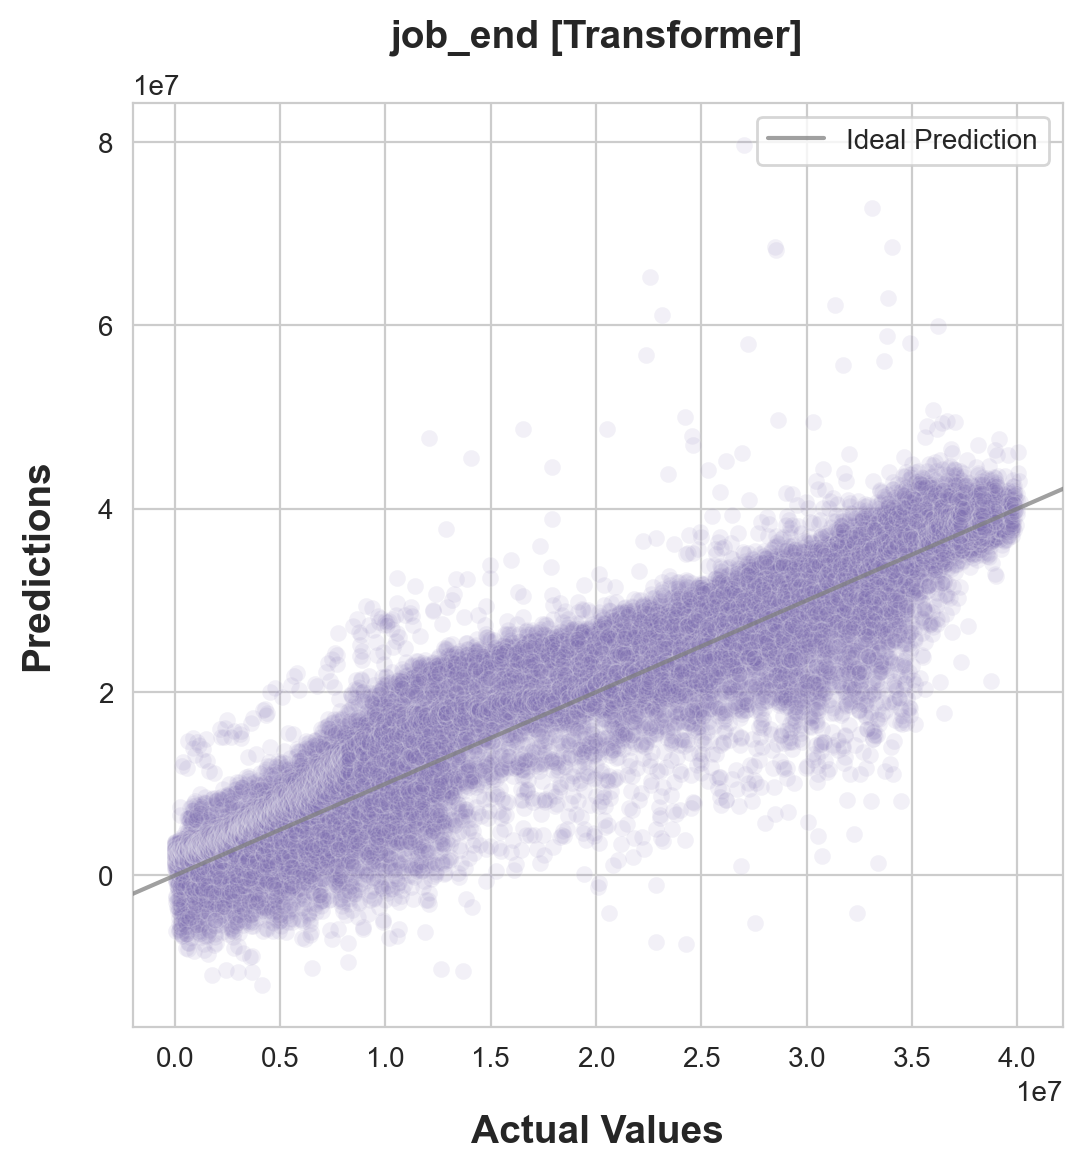 job_end [Transformer]
1e7
Ideal Prediction
8
6
4
2
0
Predictions
0.0 0.5 1.0 1.5 2.0 2.5 3.0 3.5 4.0
1e7
Actual Values